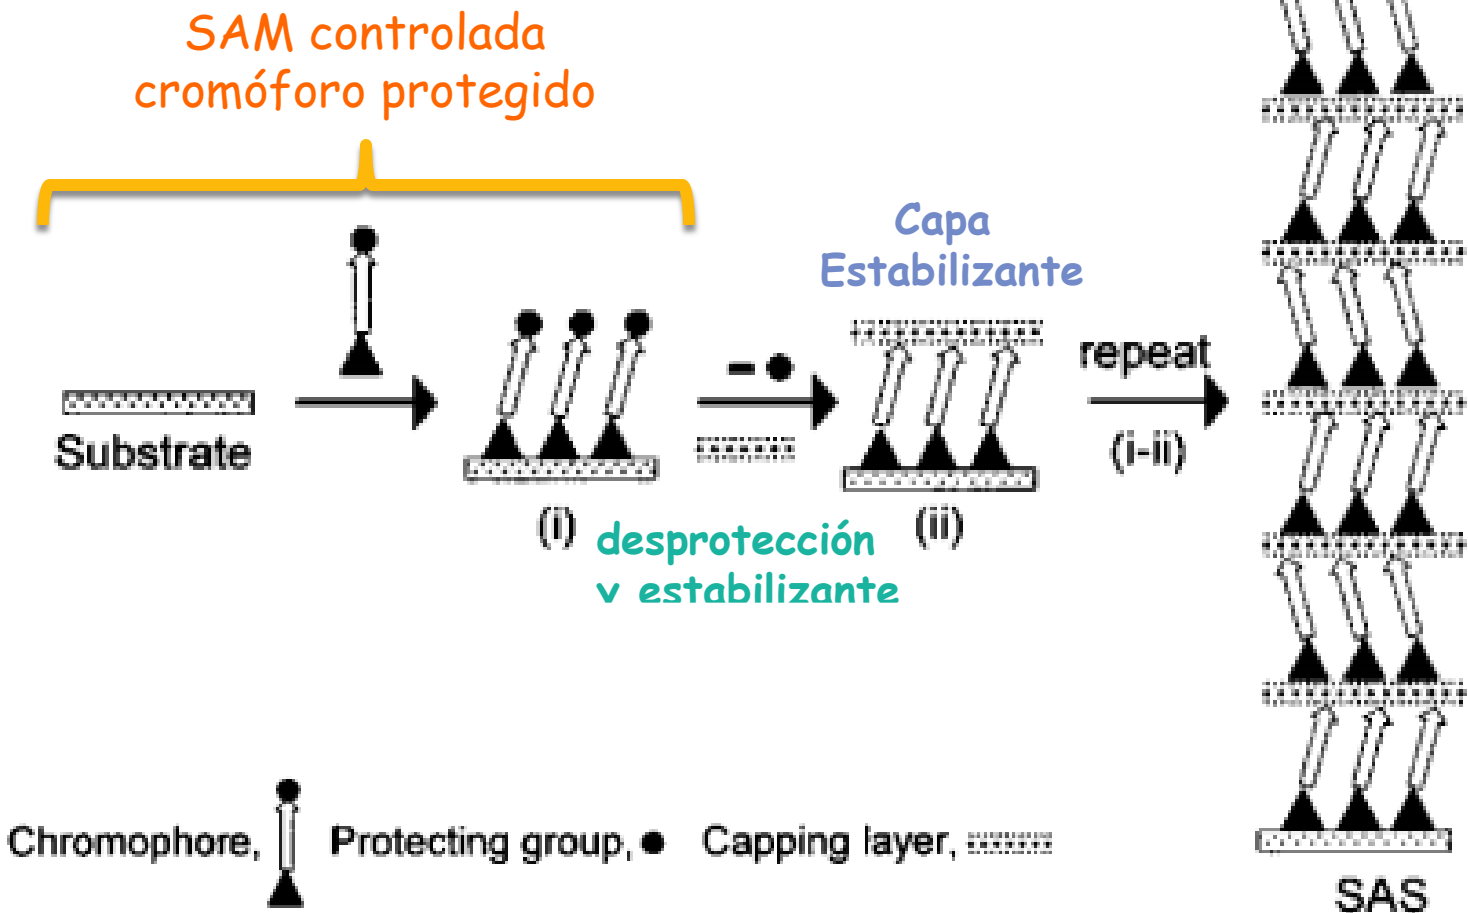 SAM controlada
cromóforo protegido
Capa
Estabilizante
repeat
(i-ii)
Substrate
(i)
(ii)
desprotección
y estabilizante
Chromophore,
Protecting group,
Capping layer,
SAS